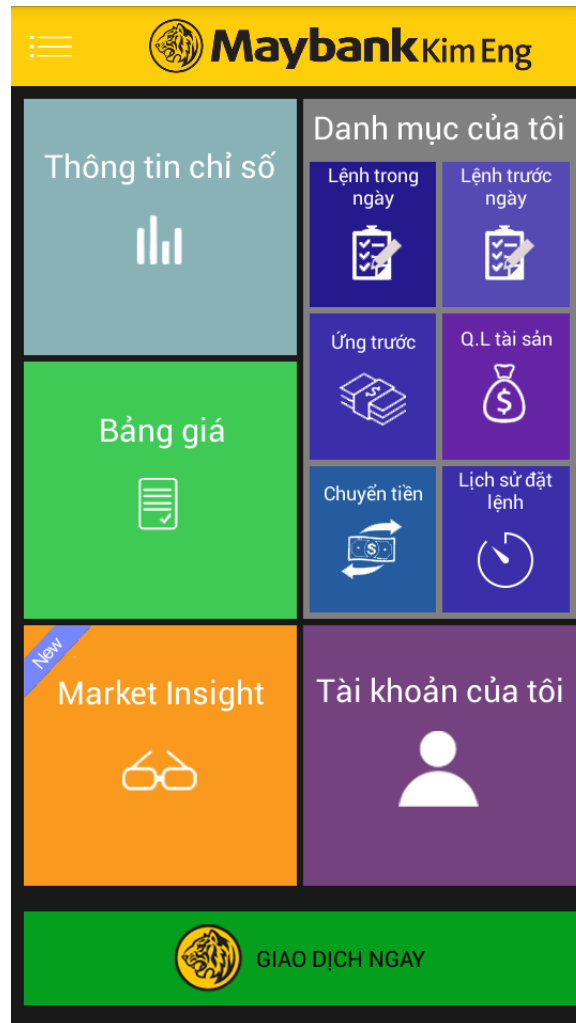 Maybank Kim Eng
Thông tin chỉ số
Danh mục của tôi
Lệnh trong
ngày
Lệnh trước
ngày
Ứng trước
Q.L tài sản
Bảng giá
Chuyển tiền
Lịch sử đặt
lệnh
New
Market Insight
Tài khoản của tôi
GIAO DỊCH NGAY